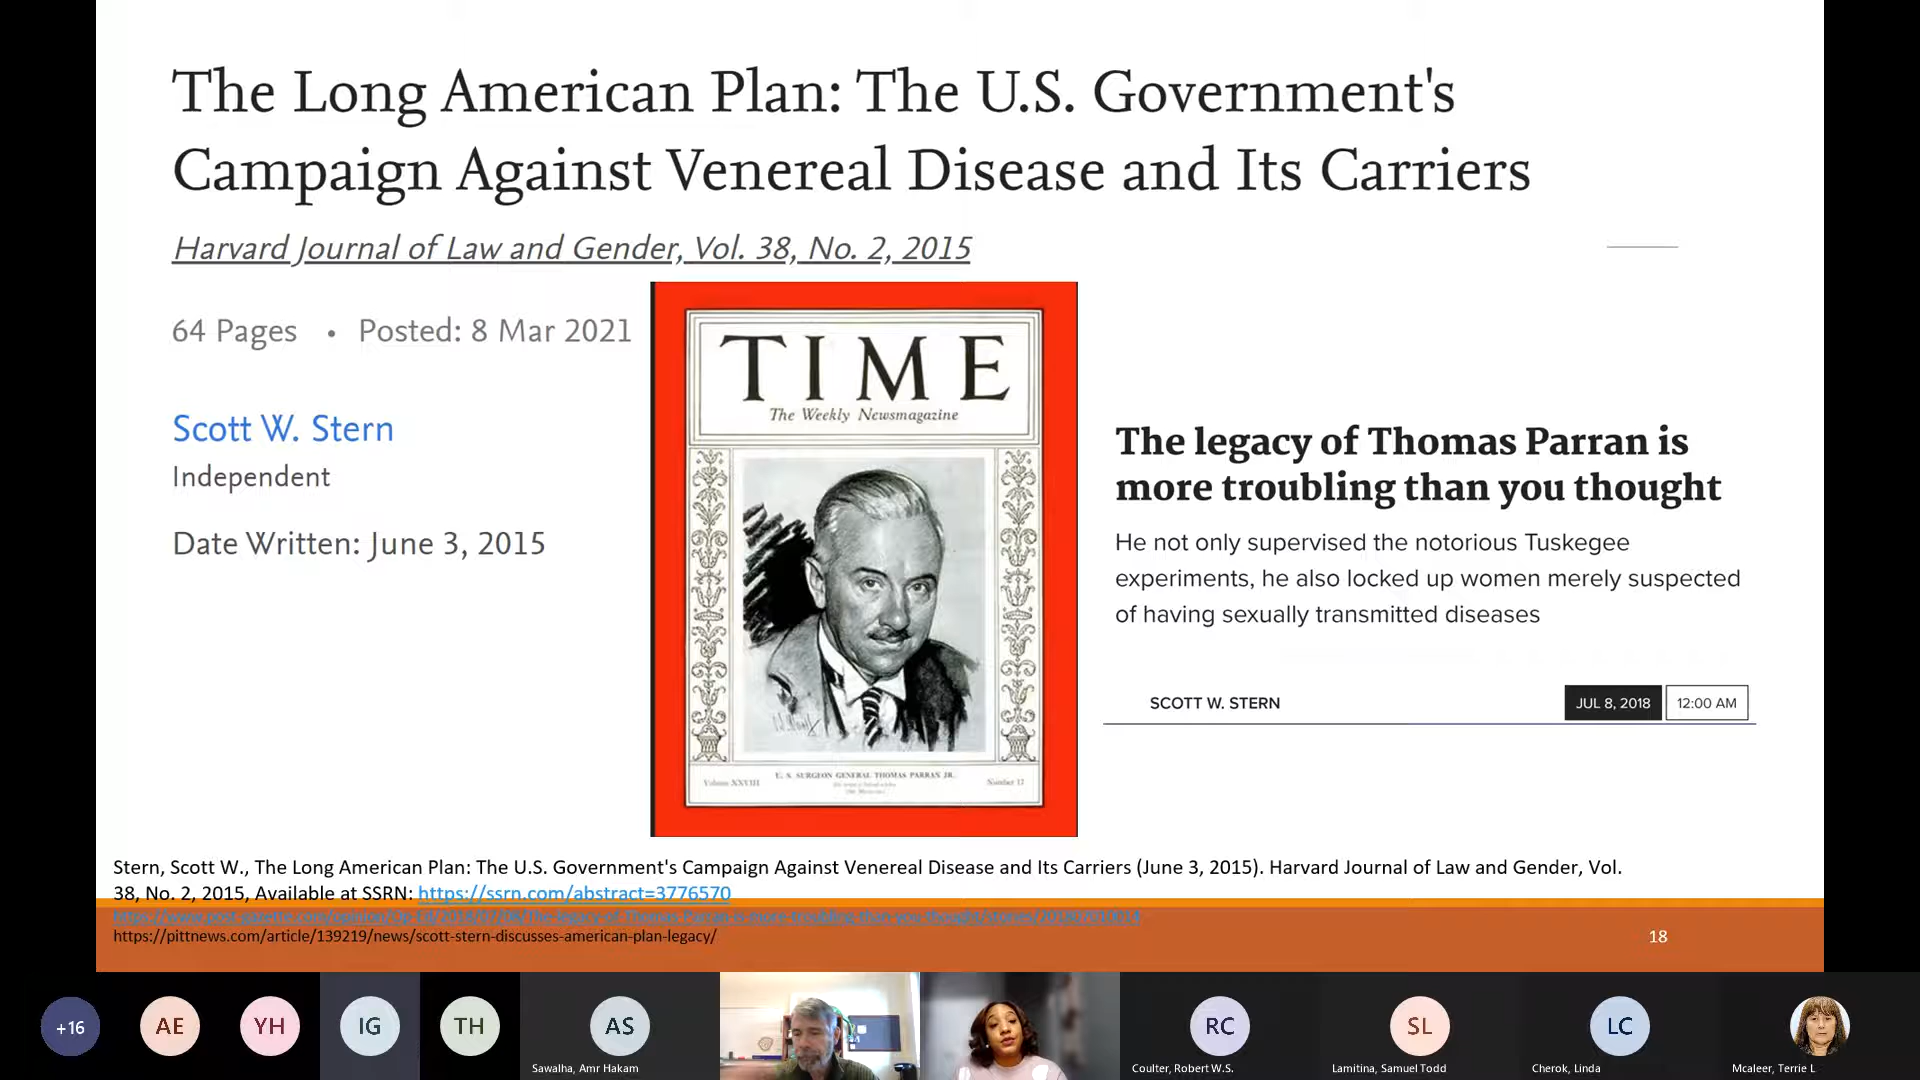 The Long American Plan: The U.S. Government's
Campaign Against Venereal Disease and Its Carriers
Harvard Journal of Law and Gender, Vol. 38, No. 2, 2015
64 Pages • Posted: 8 Mar 2021
Scott W. Stern
Independent
Date Written: June 3, 2015
TIME
The Weekly Newsmagazine
Volume XXVIII
U. S. SURGEON GENERAL THOMAS PARRAN JR.
Number 17
The legacy of Thomas Parran is
more troubling than you thought
He not only supervised the notorious Tuskegee
experiments, he also locked up women merely suspected
of having sexually transmitted diseases
SCOTT W. STERN
JUL 8, 2018
12:00 AM
Stern, Scott W., The Long American Plan: The U.S. Government's Campaign Against Venereal Disease and Its Carriers (June 3, 2015). Harvard Journal of Law and Gender, Vol.
38, No. 2, 2015, Available at SSRN: https://ssrn.com/abstract=3776570
https://www.post-gazette.com/opinion/Op-Ed/2018/07/08/The-legacy-of-Thomas-Parran-is-more-troubling-than-you-thought/stories/201807010014
https://pittnews.com/article/139219/news/scott-stern-discusses-american-plan-legacy/
18
+16
AE
YH
IG
TH
AS
Sawalha, Amr Hakam
RC
Coulter, Robert W.S.
SL
Lamitina, Samuel Todd
LC
Cherok, Linda
Mcaleer, Terrie L